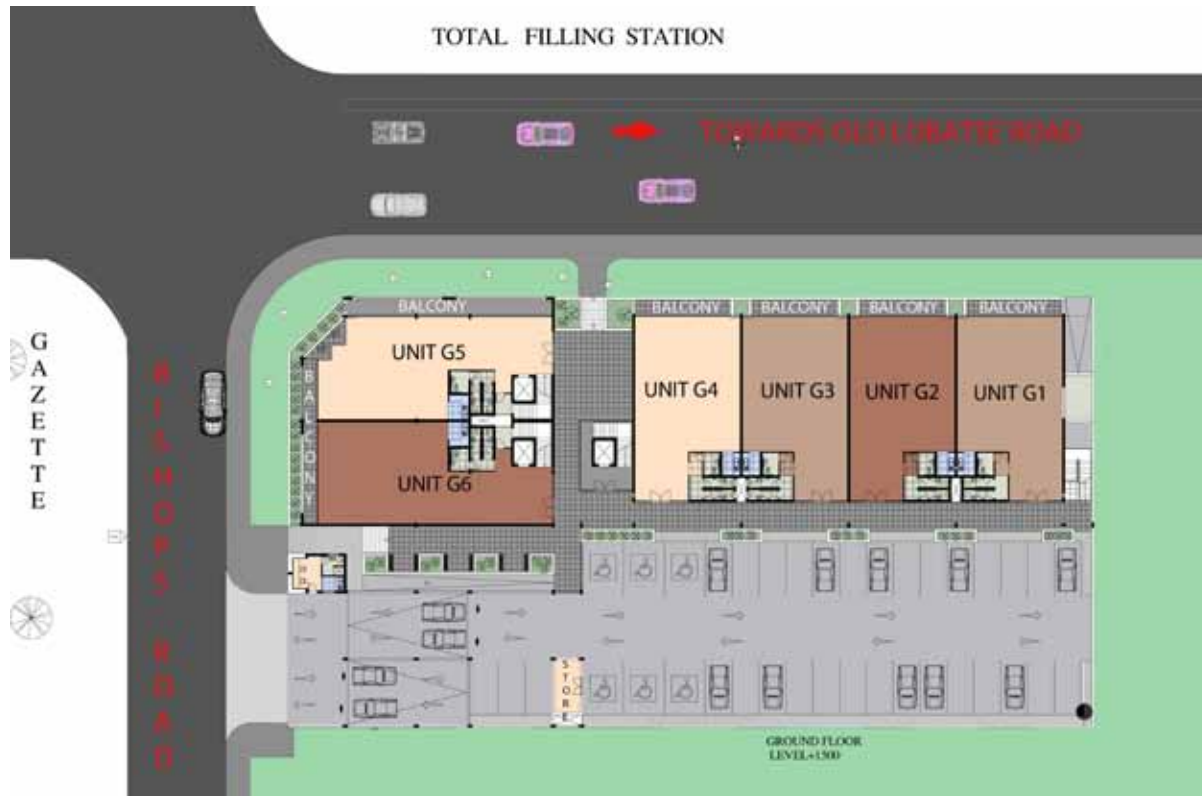 TOTAL FILLING STATION
TOWARDS OLD LOBATSE ROAD
GAZETTE
BISHOPS ROAD
BALCONY
BALCONY
BALCONY
BALCONY
BALCONY
UNIT G5
UNIT G4
UNIT G3
UNIT G2
UNIT G1
BALCONY
BALCONY
UNIT G6
STORE
GROUND FLOOR
LEVEL+1500